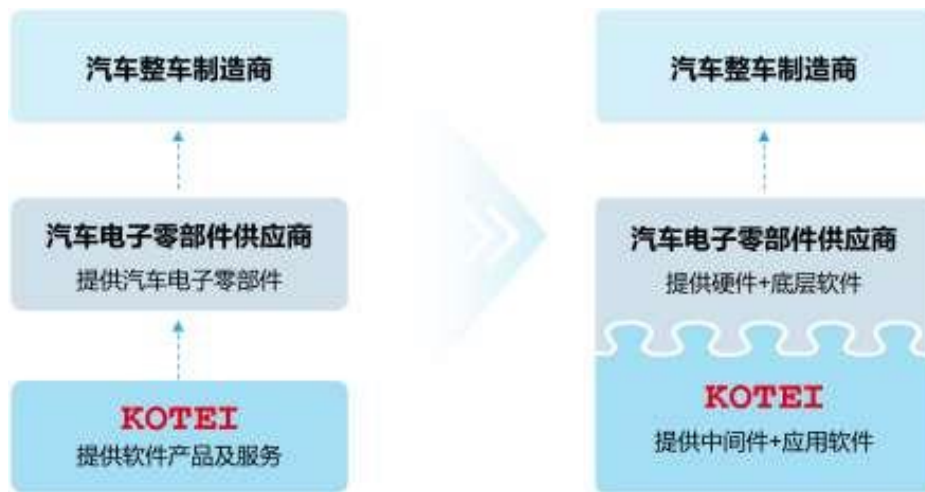 汽车整车制造商
汽车电子零部件供应商
提供汽车电子零部件
KOTEI
提供软件产品及服务
汽车整车制造商
汽车电子零部件供应商
提供硬件+底层软件
KOTEI
提供中间件+应用软件